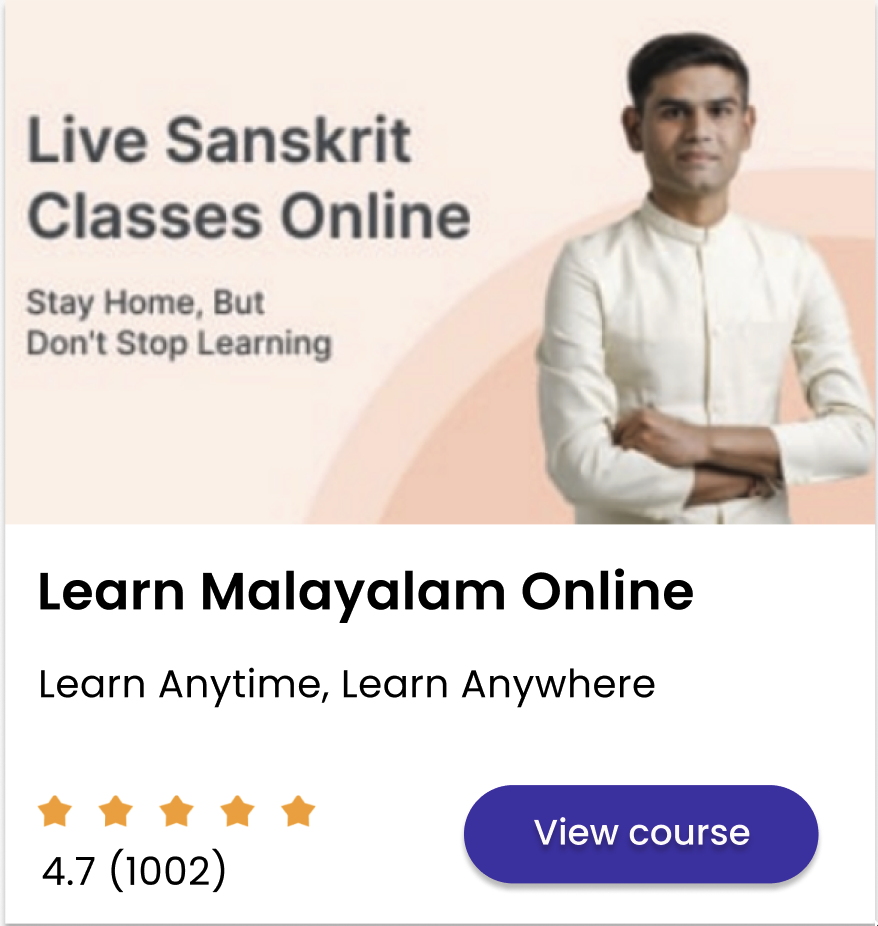 Live Sanskrit
Classes Online
Stay Home, But
Don't Stop Learning
Learn Malayalam Online
Learn Anytime, Learn Anywhere
4.7 (1002)
View course